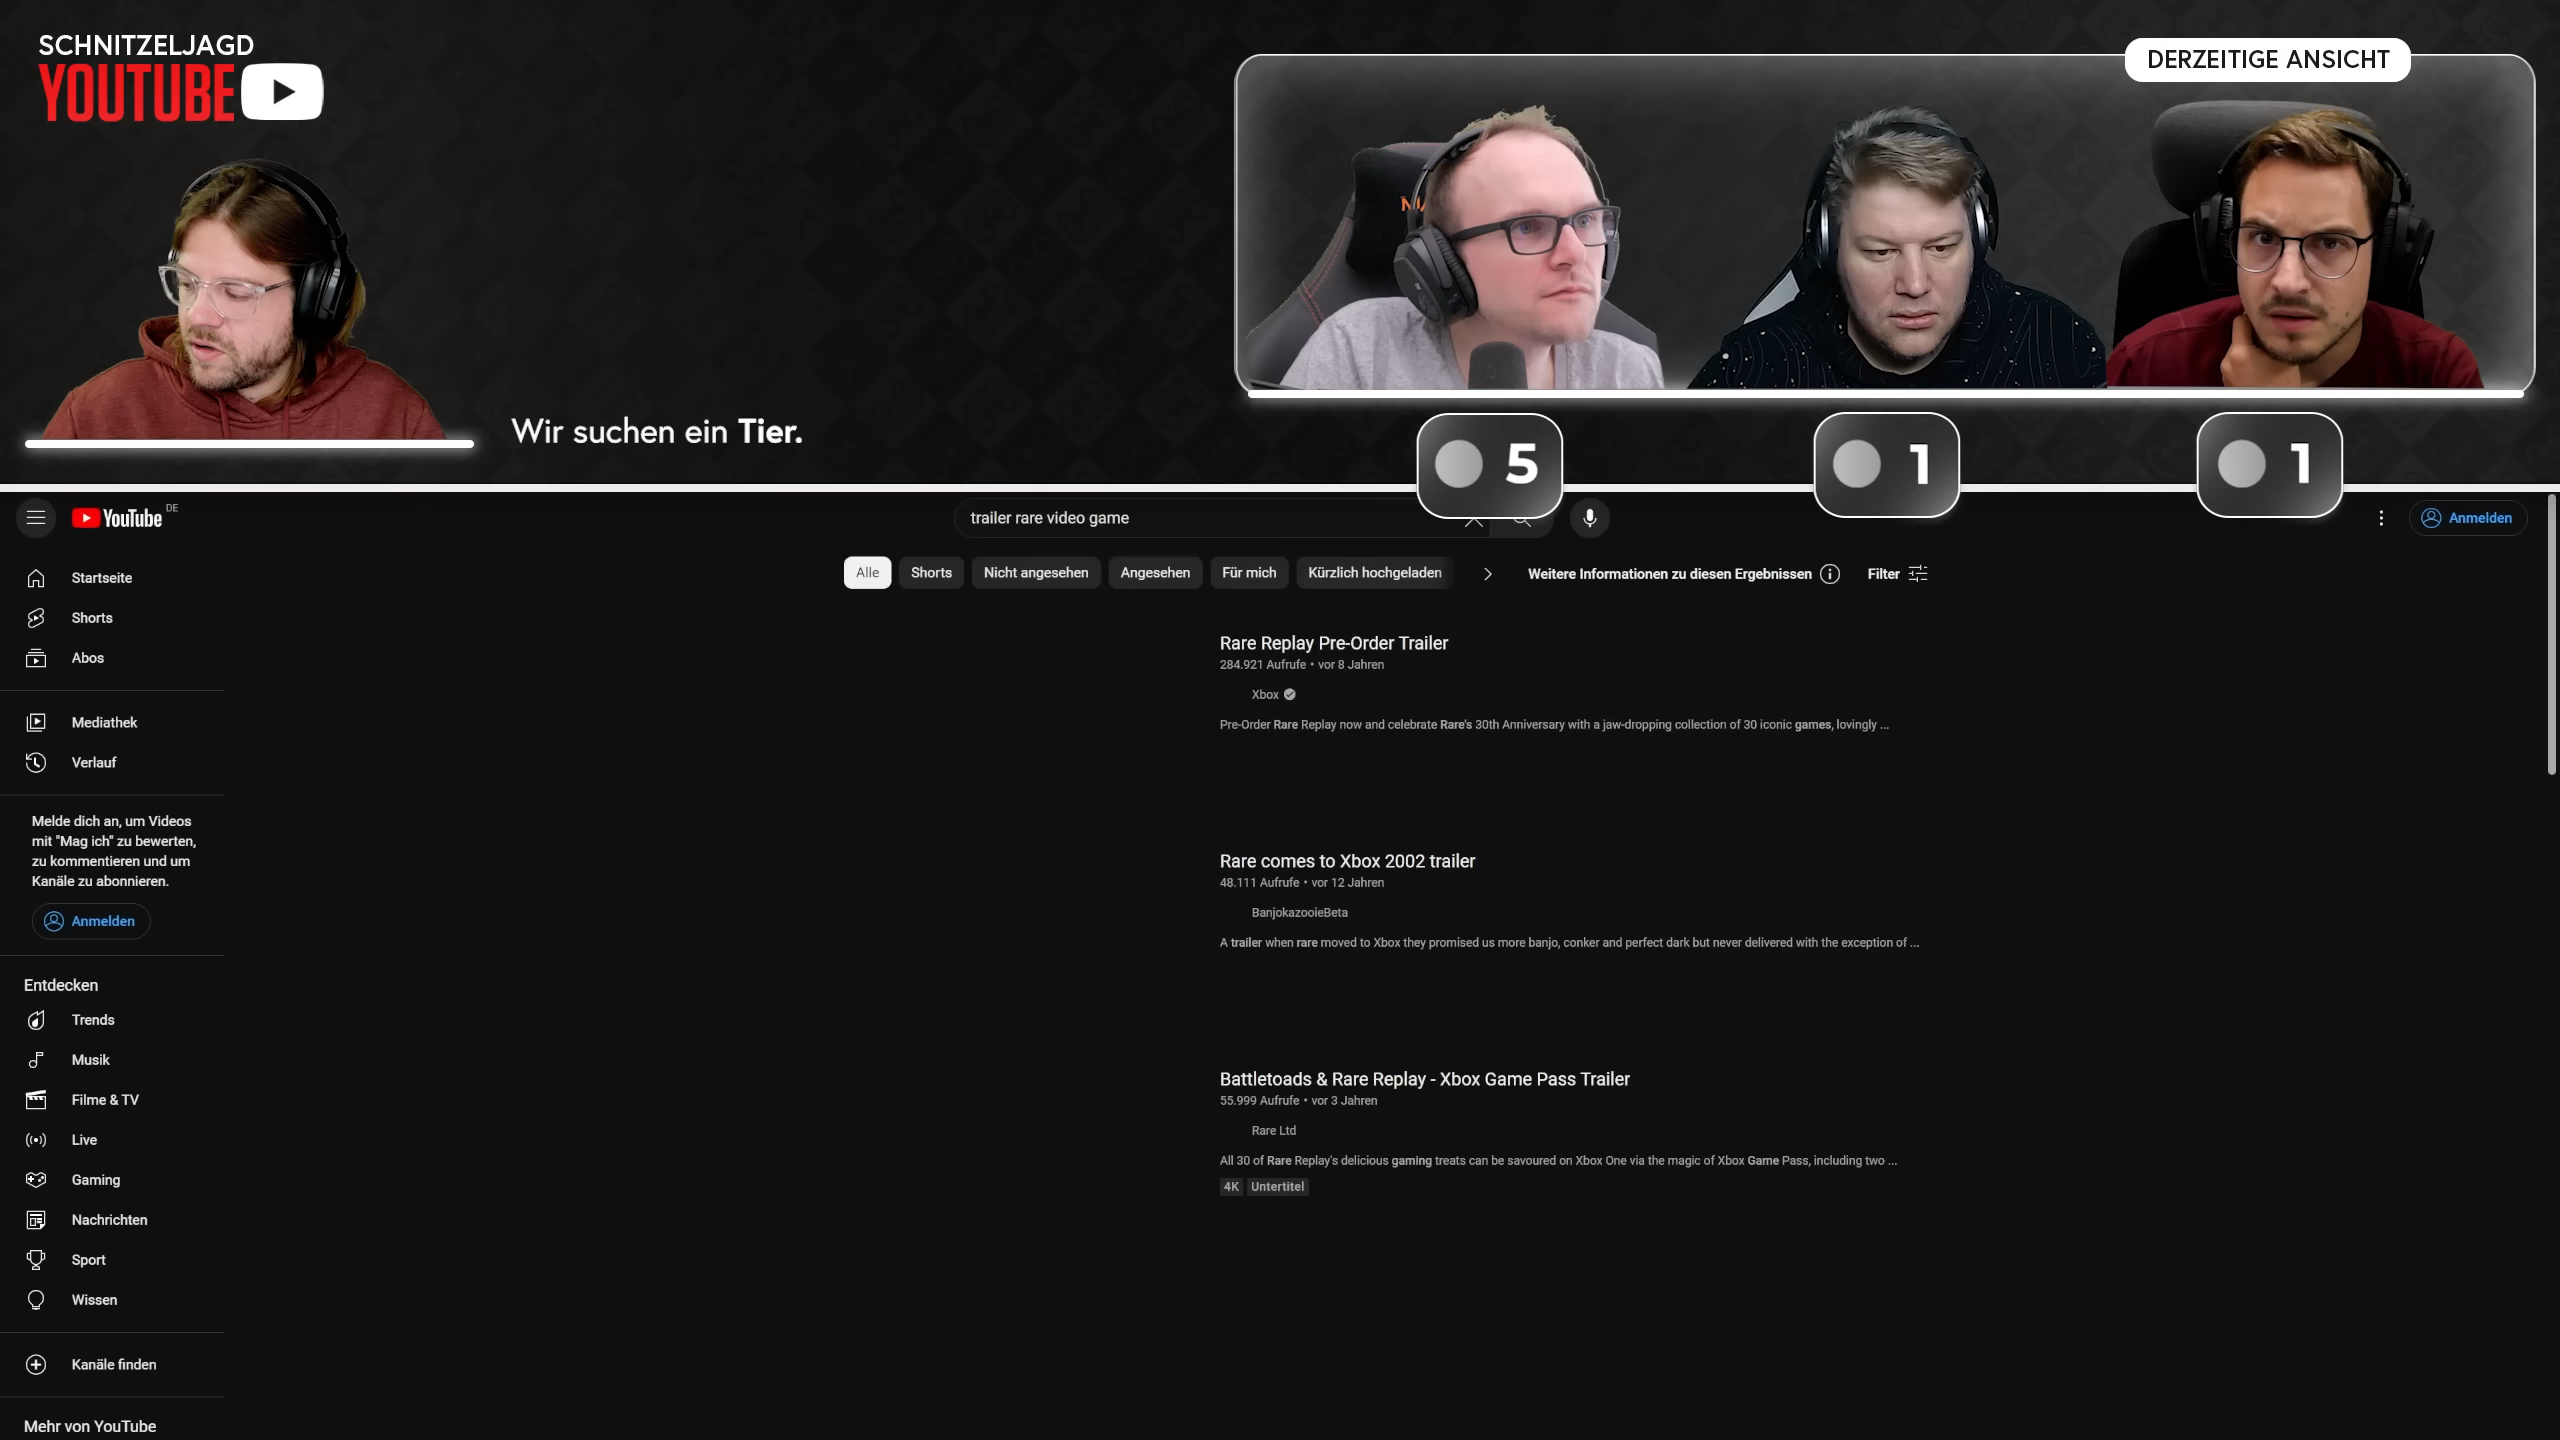 SCHNITZELJAGD
YOUTUBE
DERZEITIGE ANSICHT
Wir suchen ein Tier.
5
1
1
YouTube DE
trailer rare video game
Anmelden
Alle
Shorts
Nicht angesehen
Angesehen
Für mich
Kürzlich hochgeladen
Weitere Informationen zu diesen Ergebnissen
Filter
Startseite
Shorts
Abos
Mediathek
Verlauf
Melde dich an, um Videos
mit "Mag ich" zu bewerten,
zu kommentieren und um
Kanäle zu abonnieren.
Anmelden
Entdecken
Trends
Musik
Filme & TV
Live
Gaming
Nachrichten
Sport
Wissen
Kanäle finden
Mehr von YouTube
Rare Replay Pre-Order Trailer
284.921 Aufrufe • vor 8 Jahren
Xbox
Pre-Order Rare Replay now and celebrate Rare's 30th Anniversary with a jaw-dropping collection of 30 iconic games, lovingly ...
Rare comes to Xbox 2002 trailer
48.111 Aufrufe • vor 12 Jahren
BanjokazooieBeta
A trailer when rare moved to Xbox they promised us more banjo, conker and perfect dark but never delivered with the exception of ...
Battletoads & Rare Replay - Xbox Game Pass Trailer
55.999 Aufrufe • vor 3 Jahren
Rare Ltd
All 30 of Rare Replay's delicious gaming treats can be savoured on Xbox One via the magic of Xbox Game Pass, including two ...
4K Untertitel